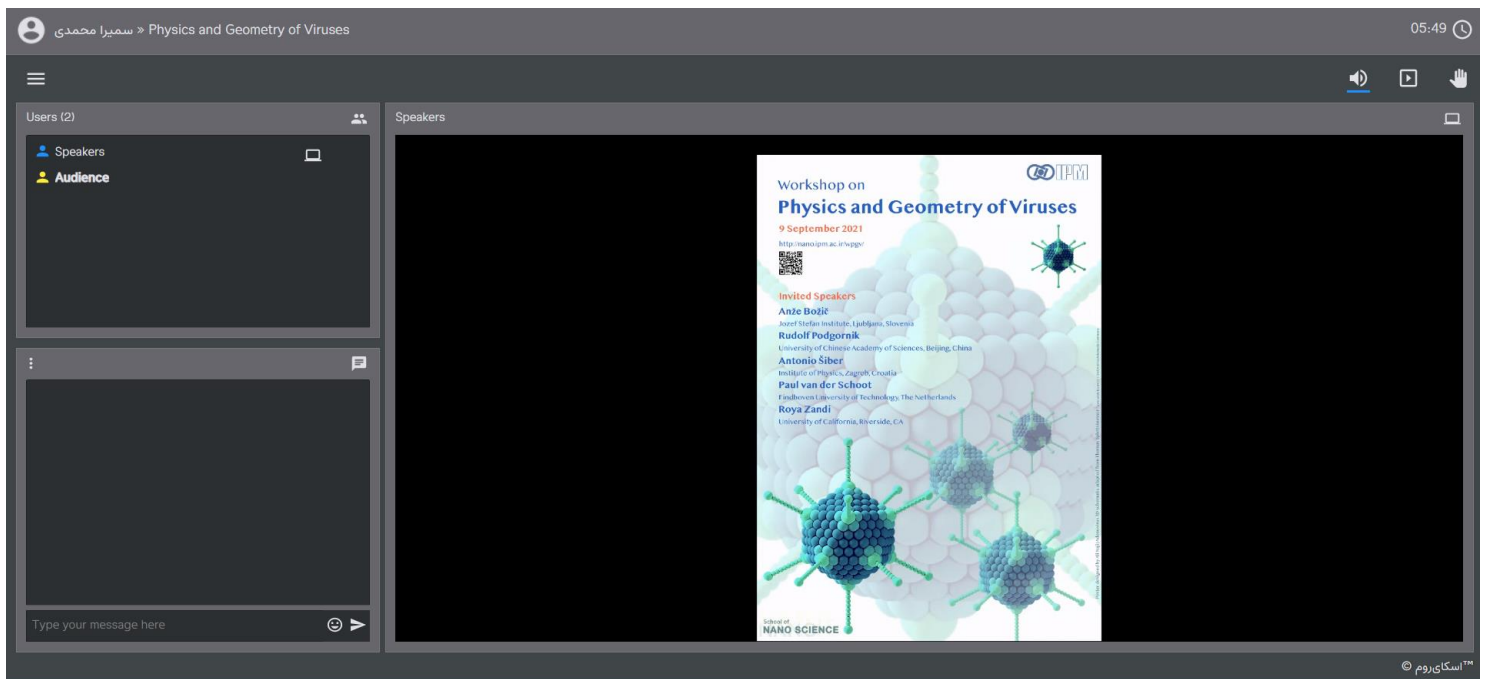 سمیرا محمدی » Physics and Geometry of Viruses
05:49
Users (2)
Speakers
Audience
Type your message here
Speakers
IPM
Workshop on
Physics and Geometry of Viruses
9 September 2021
http://nano.ipm.ac.ir/wpgv/
Invited Speakers
Anže Božič
Jozef Stefan Institute, Ljubljana, Slovenia
Rudolf Podgornik
University of Chinese Academy of Sciences, Beijing, China
Antonio Šiber
Institute of Physics, Zagreb, Croatia
Paul van der Schoot
Eindhoven University of Technology, The Netherlands
Roya Zandi
University of California, Riverside, CA
School of
NANO SCIENCE
™اسکای‌روم ©